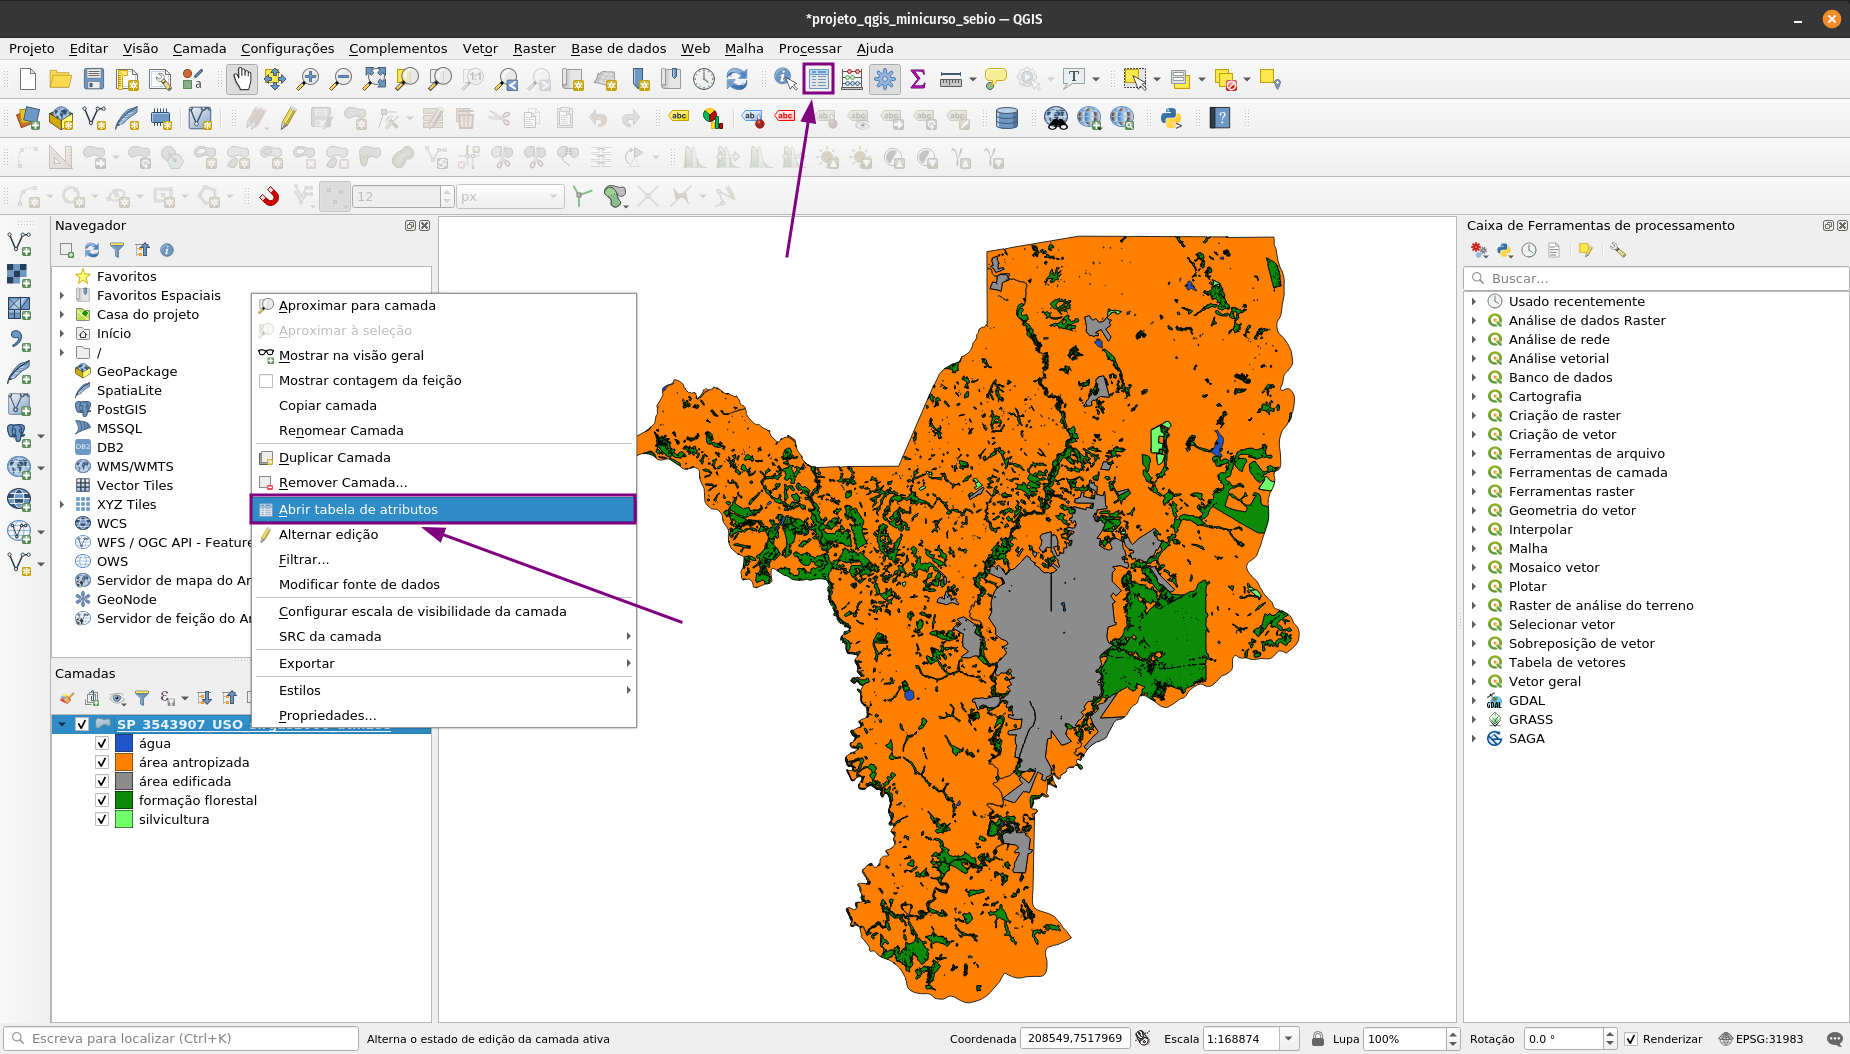 *projeto_qgis_minicurso_sebio — QGIS
Projeto Editar Visão Camada Configurações Complementos Vetor Raster Base de dados Web Malha Processar Ajuda
12 px
Navegador
Favoritos
Favoritos Espaciais
Casa do projeto
Início
/
GeoPackage
SpatiaLite
PostGIS
MSSQL
DB2
WMS/WMTS
Vector Tiles
XYZ Tiles
WCS
WFS / OGC API - Feature
OWS
Servidor de mapa do Ar
GeoNode
Servidor de feição do Ar
Aproximar para camada
Aproximar à seleção
Mostrar na visão geral
Mostrar contagem da feição
Copiar camada
Renomear Camada
Duplicar Camada
Remover Camada...
Abrir tabela de atributos
Alternar edição
Filtrar...
Modificar fonte de dados
Configurar escala de visibilidade da camada
SRC da camada
Exportar
Estilos
Propriedades...
Camadas
SP_3543907_USO
água
área antropizada
área edificada
formação florestal
silvicultura
Caixa de Ferramentas de processamento
Buscar...
Usado recentemente
Análise de dados Raster
Análise de rede
Análise vetorial
Banco de dados
Cartografia
Criação de raster
Criação de vetor
Ferramentas de arquivo
Ferramentas de camada
Ferramentas raster
Geometria do vetor
Interpolar
Malha
Mosaico vetor
Plotar
Raster de análise do terreno
Selecionar vetor
Sobreposição de vetor
Tabela de vetores
Vetor geral
GDAL
GRASS
SAGA
Escreva para localizar (Ctrl+K) Alterna o estado de edição da camada ativa Coordenada 208549,7517969 Escala 1:168874 Lupa 100% Rotação 0.0 ° Renderizar EPSG:31983